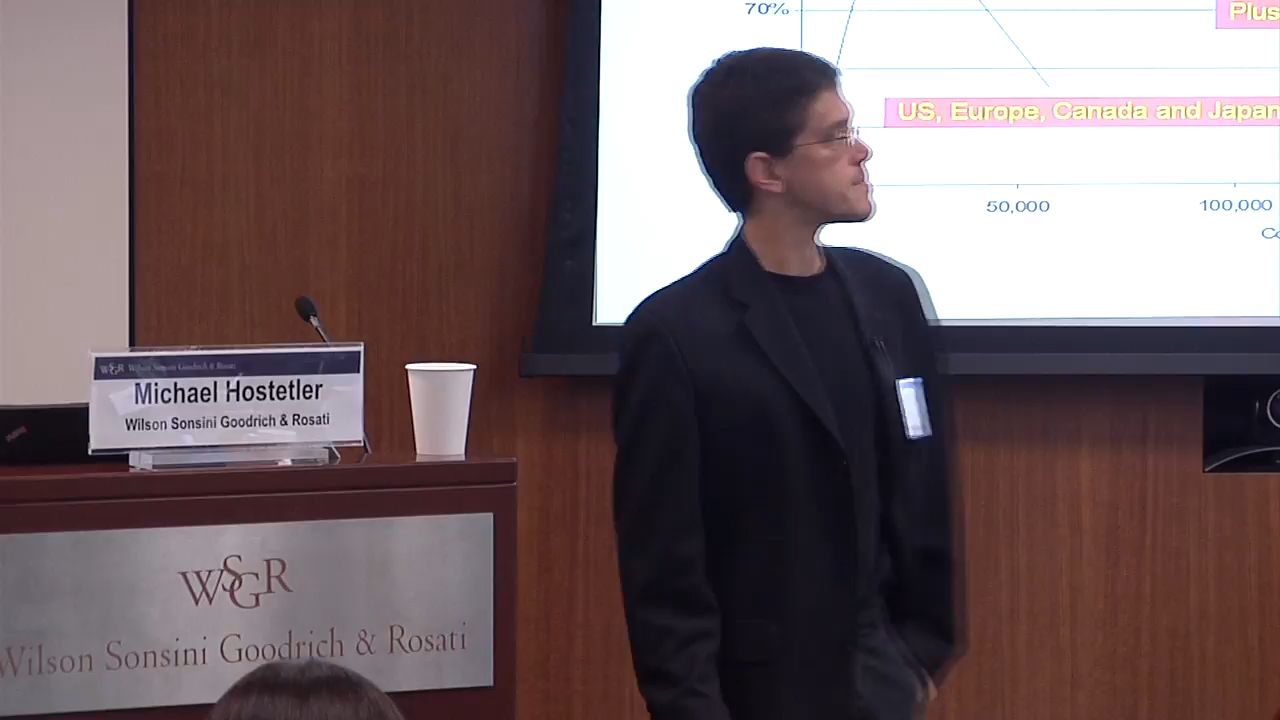 70%
Plus
US, Europe, Canada and Japan
50,000
100,000
WSGR Wilson Sonsini Goodrich & Rosati
Michael Hostetler
Wilson Sonsini Goodrich & Rosati
WSGR
Wilson Sonsini Goodrich & Rosati